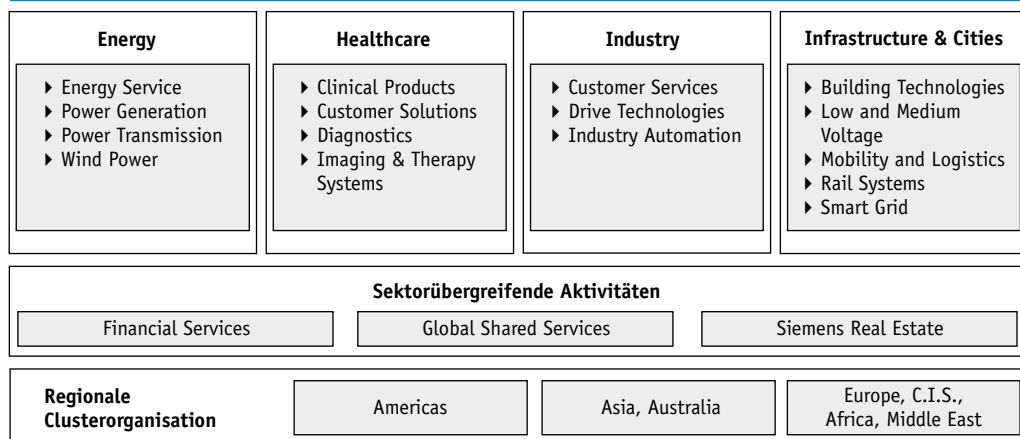 Energy
▸ Energy Service
▸ Power Generation
▸ Power Transmission
▸ Wind Power
Healthcare
▸ Clinical Products
▸ Customer Solutions
▸ Diagnostics
▸ Imaging & Therapy
Systems
Industry
▸ Customer Services
▸ Drive Technologies
▸ Industry Automation
Infrastructure & Cities
▸ Building Technologies
▸ Low and Medium
Voltage
▸ Mobility and Logistics
▸ Rail Systems
▸ Smart Grid
Sektorübergreifende Aktivitäten
Financial Services
Global Shared Services
Siemens Real Estate
Regionale
Clusterorganisation
Americas
Asia, Australia
Europe, C.I.S.,
Africa, Middle East